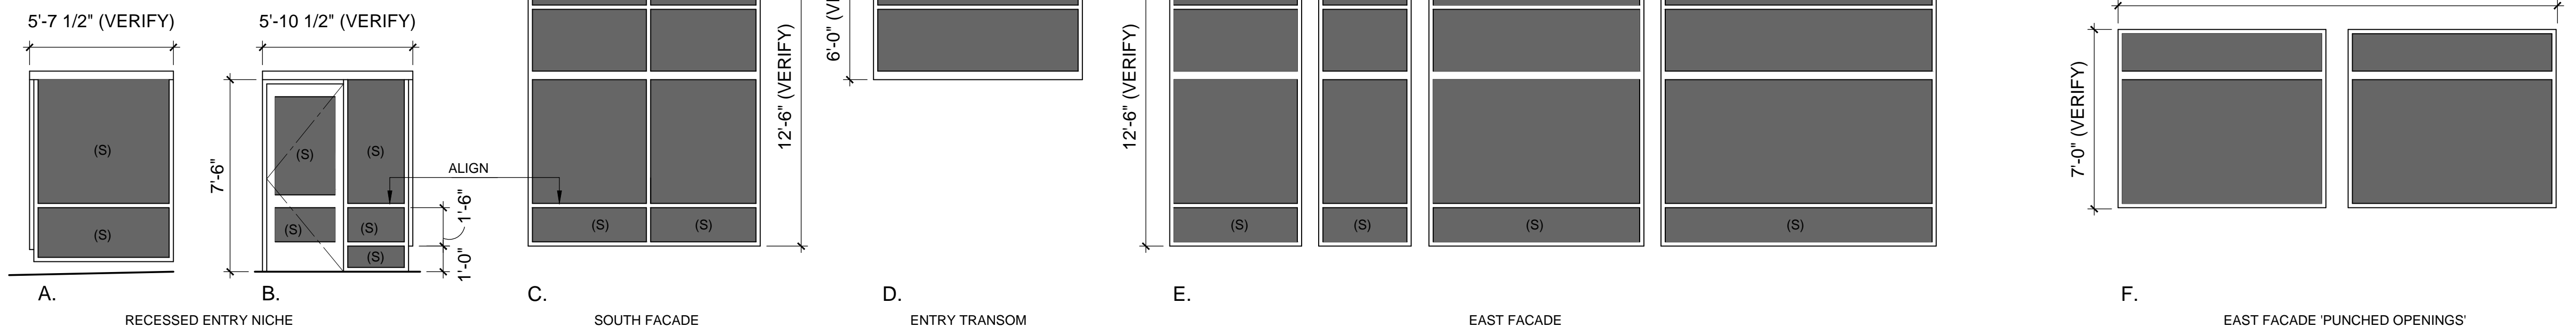 5'-7 1/2" (VERIFY)
5'-10 1/2" (VERIFY)
7'-6"
1'-6"
1'-0"
(S)
(S)
(S)
(S)
(S)
(S)
(S)
ALIGN
(S)
(S)
12'-6" (VERIFY)
6'-0"
12'-6" (VERIFY)
(S)
(S)
(S)
(S)
7'-0" (VERIFY)
A.
B.
C.
D.
E.
F.
RECESSED ENTRY NICHE
SOUTH FACADE
ENTRY TRANSOM
EAST FACADE
EAST FACADE 'PUNCHED OPENINGS'